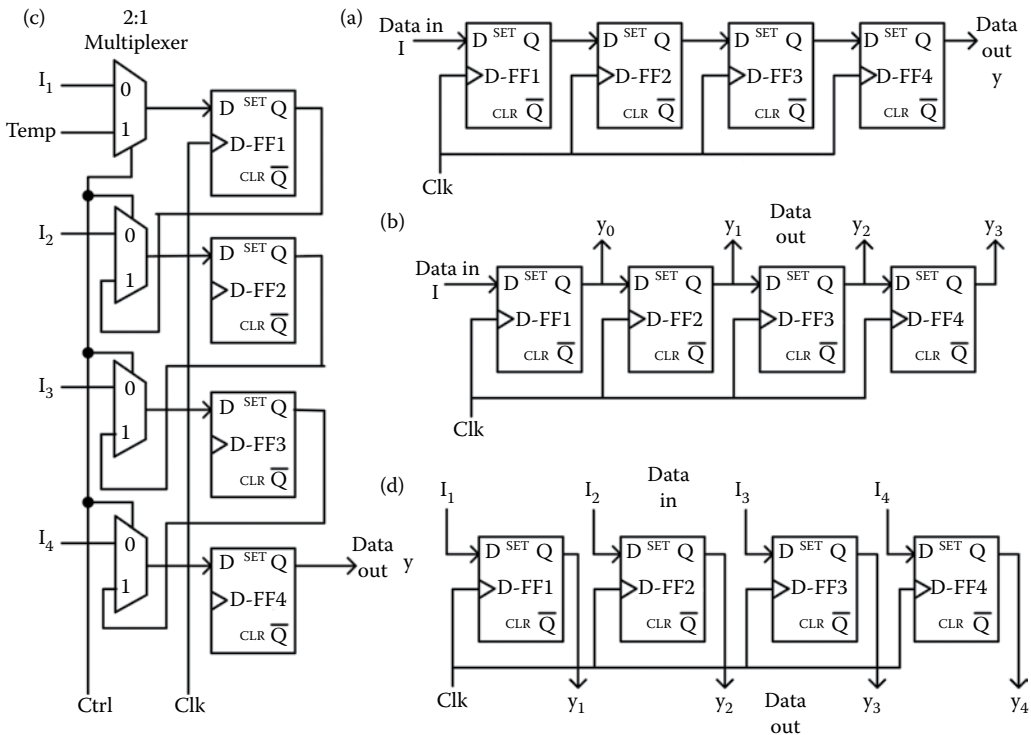 (c)
2:1
Multiplexer
I1
0
Temp
1
D SET Q
D-FF1
CLR Q̅
I2
0
1
D SET Q
D-FF2
CLR Q̅
I3
0
1
D SET Q
D-FF3
CLR Q̅
I4
0
1
D SET Q
D-FF4
CLR Q̅
Data
out
y
Ctrl
Clk
(a)
Data in
I
D SET Q
D-FF1
CLR Q̅
D SET Q
D-FF2
CLR Q̅
D SET Q
D-FF3
CLR Q̅
D SET Q
D-FF4
CLR Q̅
Data
out
y
Clk
(b)
y0
y1
Data
out
y2
y3
Data in
I
D SET Q
D-FF1
CLR Q̅
D SET Q
D-FF2
CLR Q̅
D SET Q
D-FF3
CLR Q̅
D SET Q
D-FF4
CLR Q̅
Clk
(d)
I1
I2
Data
in
I3
I4
D SET Q
D-FF1
CLR Q̅
D SET Q
D-FF2
CLR Q̅
D SET Q
D-FF3
CLR Q̅
D SET Q
D-FF4
CLR Q̅
Clk
y1
y2
Data
out
y3
y4